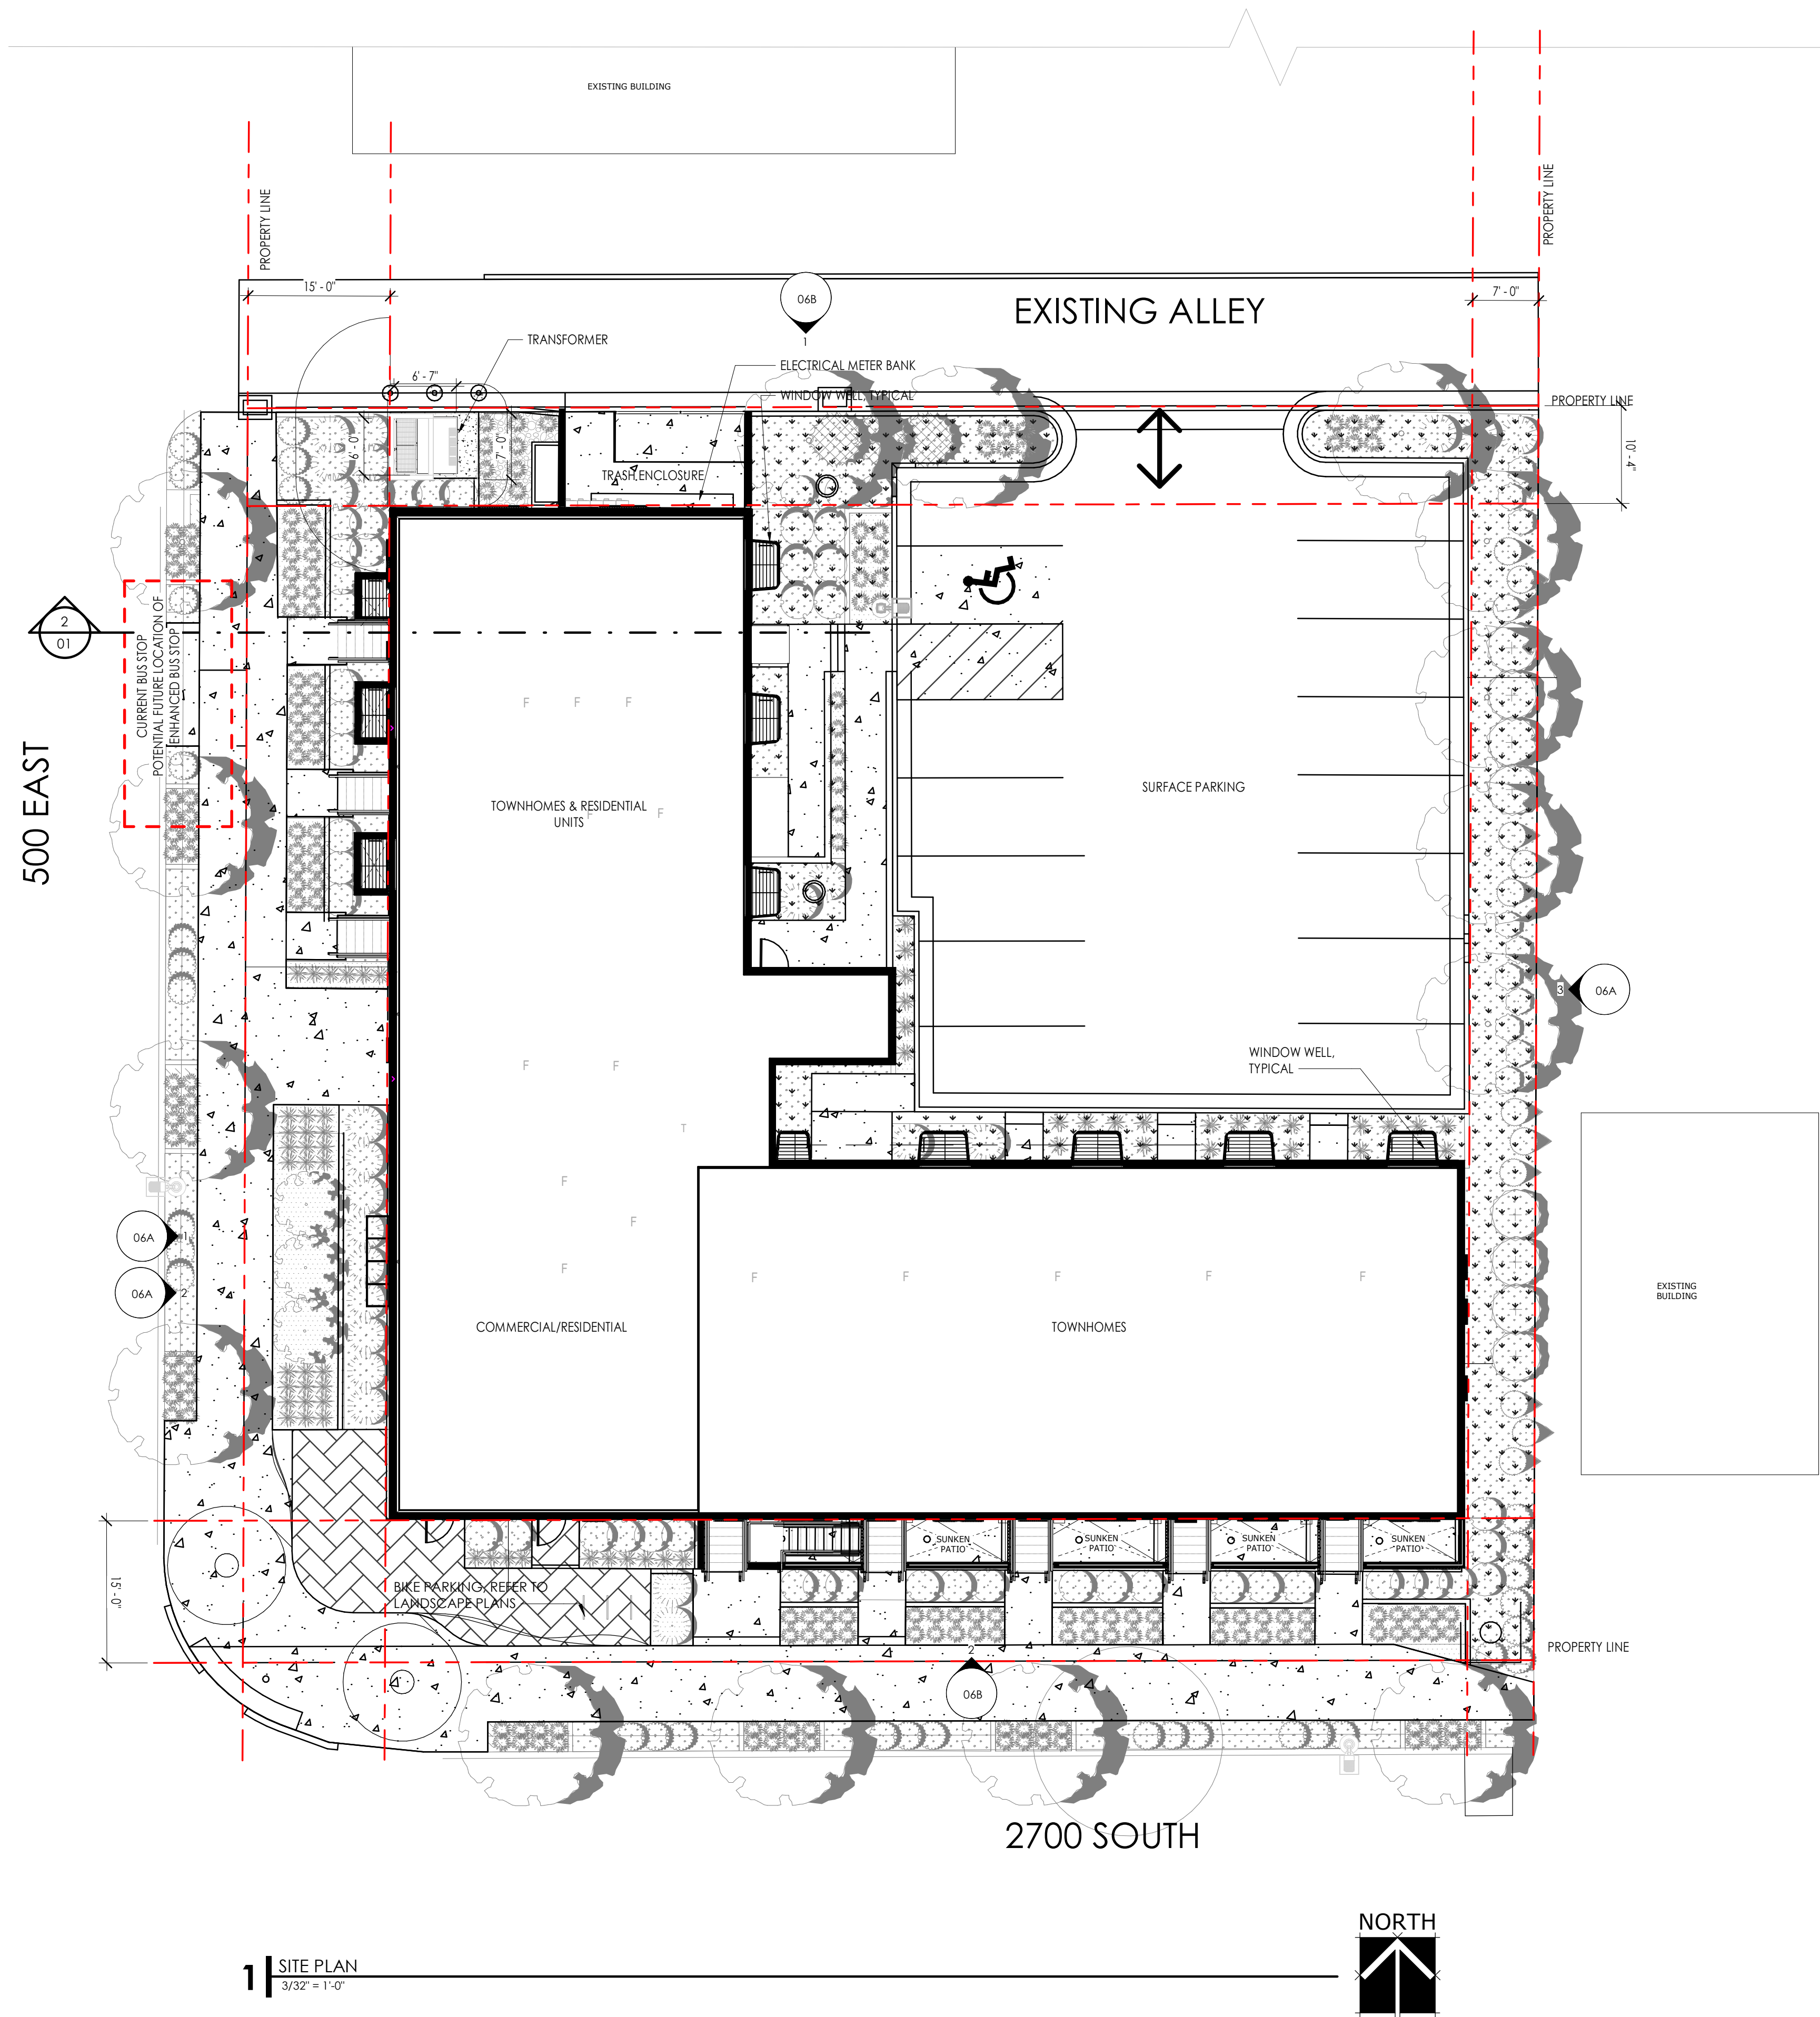 EXISTING BUILDING
PROPERTY LINE
PROPERTY LINE
15' - 0"
06B
1
EXISTING ALLEY
7' - 0"
TRANSFORMER
ELECTRICAL METER BANK
WINDOW WELL, TYPICAL
6' - 7"
PROPERTY LINE
6' - 0"
7' - 0"
10' - 4"
TRASH ENCLOSURE
2
01
CURRENT BUS STOP
POTENTIAL FUTURE LOCATION OF
ENHANCED BUS STOP
500 EAST
F F F
TOWNHOMES & RESIDENTIAL
UNITS
F F
SURFACE PARKING
3
06A
F F
WINDOW WELL,
TYPICAL
T
F
F
06A
1
06A
2
F
F F F F F
EXISTING
BUILDING
COMMERCIAL/RESIDENTIAL
TOWNHOMES
SUNKEN
PATIO
SUNKEN
PATIO
SUNKEN
PATIO
SUNKEN
PATIO
15' - 0"
BIKE PARKING, REFER TO
LANDSCAPE PLANS
PROPERTY LINE
2
06B
2700 SOUTH
NORTH
1
SITE PLAN
3/32" = 1'-0"